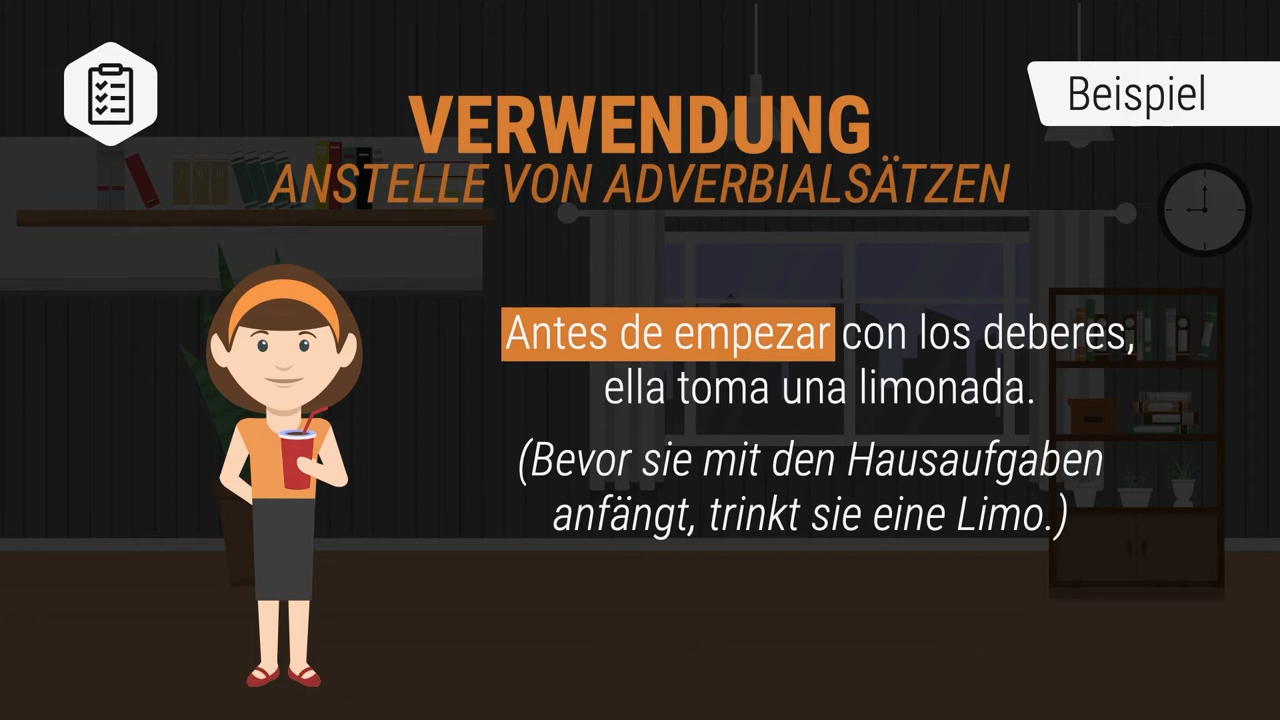 Beispiel
VERWENDUNG
ANSTELLE VON ADVERBIALSÄTZEN
Antes de empezar con los deberes,
ella toma una limonada.
(Bevor sie mit den Hausaufgaben
anfängt, trinkt sie eine Limo.)